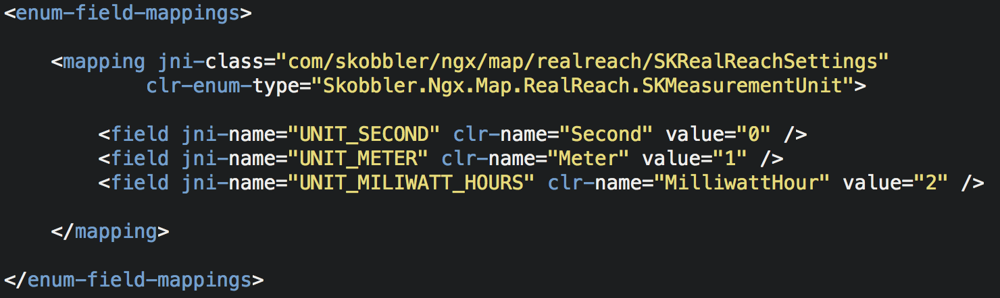 <enum-field-mappings>
<mapping jni-class="com/skobbler/ngx/map/realreach/SKRealReachSettings"
clr-enum-type="Skobbler.Ngx.Map.RealReach.SKMeasurementUnit">
<field jni-name="UNIT_SECOND" clr-name="Second" value="0" />
<field jni-name="UNIT_METER" clr-name="Meter" value="1" />
<field jni-name="UNIT_MILIWATT_HOURS" clr-name="MilliwattHour" value="2" />
</mapping>
</enum-field-mappings>